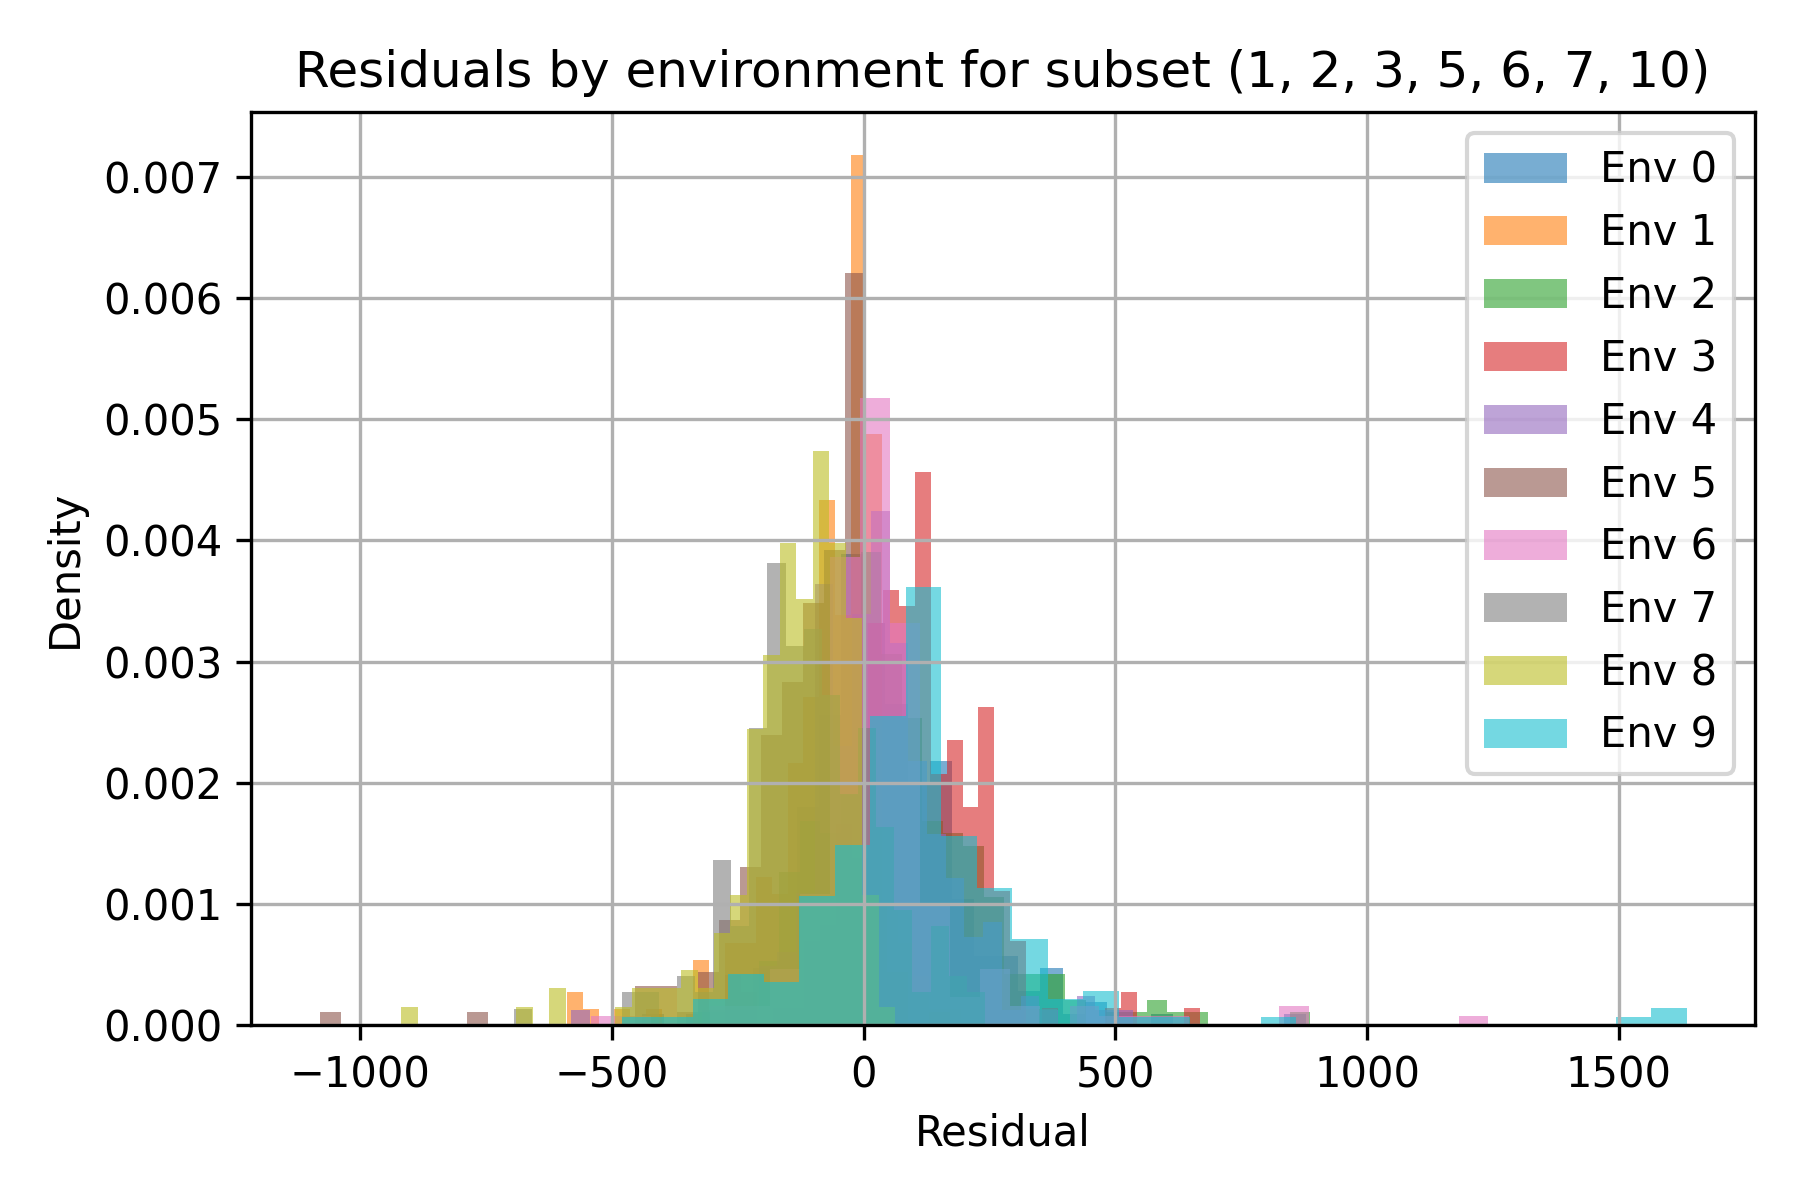 Residuals by environment for subset (1, 2, 3, 5, 6, 7, 10)
Density
0.007
0.006
0.005
0.004
0.003
0.002
0.001
0.000
Env 0
Env 1
Env 2
Env 3
Env 4
Env 5
Env 6
Env 7
Env 8
Env 9
−1000 −500 0 500 1000 1500
Residual